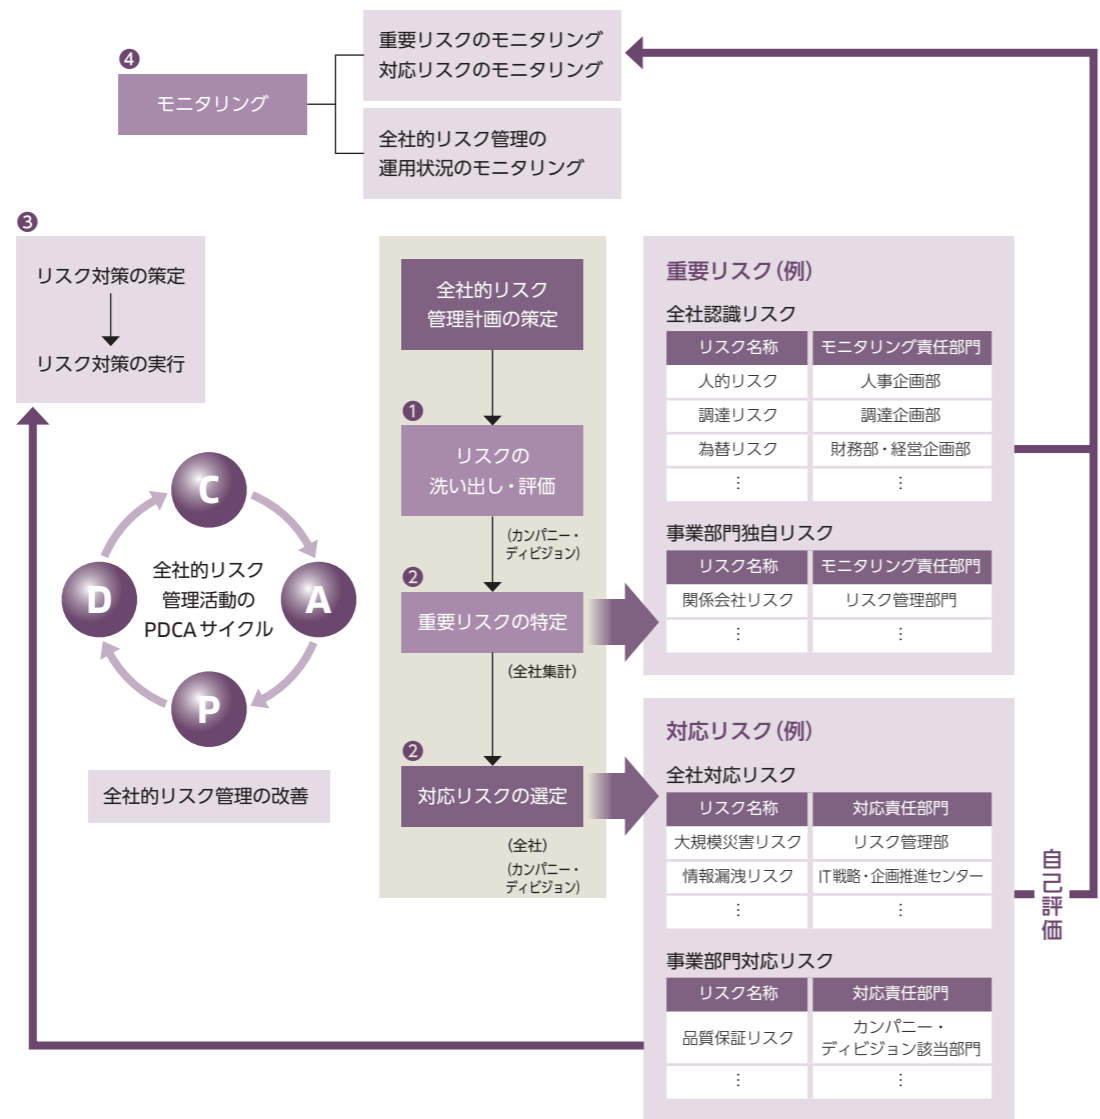 ❹
モニタリング
重要リスクのモニタリング
対応リスクのモニタリング
全社的リスク管理の
運用状況のモニタリング
❸
リスク対策の策定
リスク対策の実行
C
D
A
P
全社的リスク
管理活動の
PDCAサイクル
全社的リスク管理の改善
全社的リスク
管理計画の策定
❶
リスクの
洗い出し・評価
(カンパニー・
ディビジョン)
❷
重要リスクの特定
(全社集計)
❷
対応リスクの選定
(全社)
(カンパニー・
ディビジョン)
重要リスク(例)
全社認識リスク
リスク名称 モニタリング責任部門
人的リスク 人事企画部
調達リスク 調達企画部
為替リスク 財務部・経営企画部
⋮ ⋮
事業部門独自リスク
リスク名称 モニタリング責任部門
関係会社リスク リスク管理部門
⋮ ⋮
対応リスク(例)
全社対応リスク
リスク名称 対応責任部門
大規模災害リスク リスク管理部
情報漏洩リスク IT戦略・企画推進センター
⋮ ⋮
事業部門対応リスク
リスク名称 対応責任部門
品質保証リスク カンパニー・
ディビジョン該当部門
⋮ ⋮
自己評価